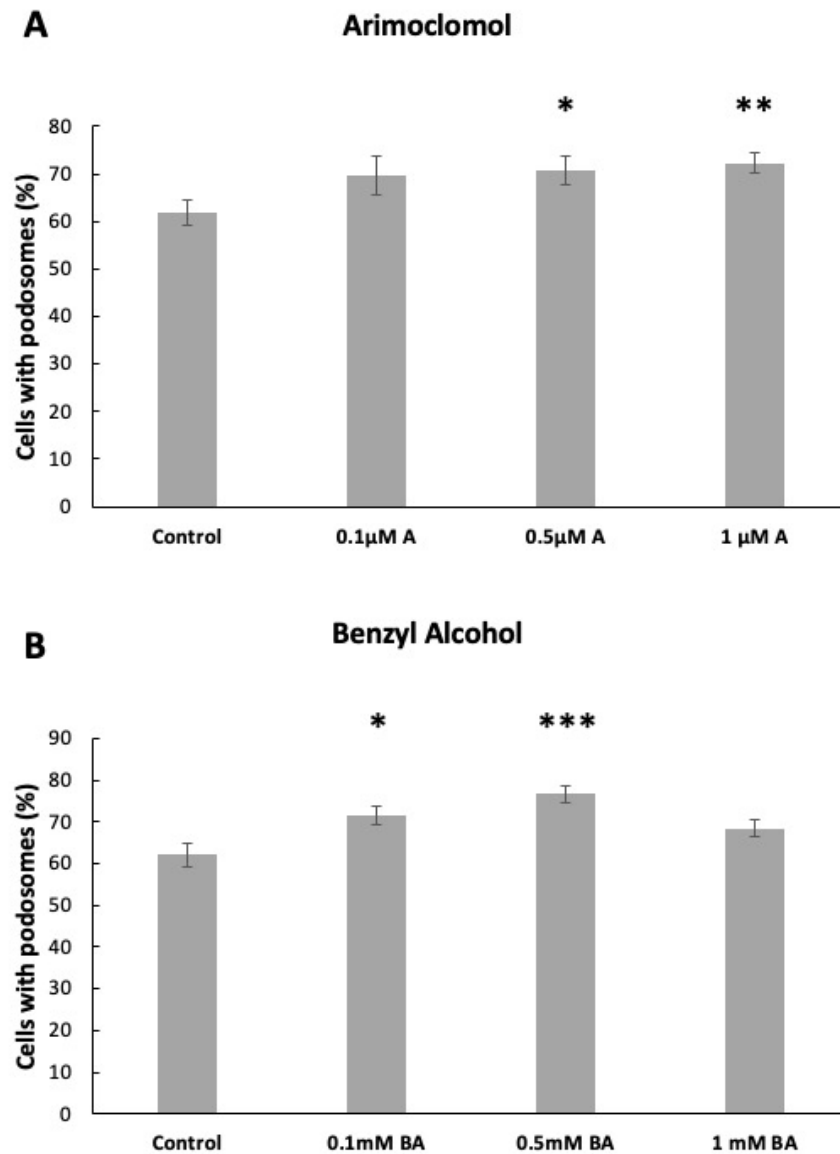 A
Arimoclomol
* **
Cells with podosomes (%)
80
70
60
50
40
30
20
10
0
Control 0.1µM A 0.5µM A 1 µM A
B
Benzyl Alcohol
* ***
Cells with podosomes (%)
90
80
70
60
50
40
30
20
10
0
Control 0.1mM BA 0.5mM BA 1 mM BA